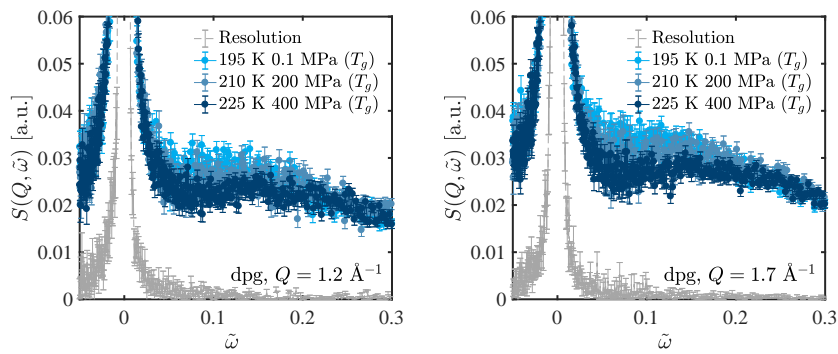 0.06
0.05
0.04
0.03
0.02
0.01
0
S(Q, ω̃) [a.u.]
Resolution
195 K 0.1 MPa (T_g)
210 K 200 MPa (T_g)
225 K 400 MPa (T_g)
dpg, Q = 1.2 Å⁻¹
0 0.1 0.2 0.3
ω̃
0.06
0.05
0.04
0.03
0.02
0.01
0
S(Q, ω̃) [a.u.]
Resolution
195 K 0.1 MPa (T_g)
210 K 200 MPa (T_g)
225 K 400 MPa (T_g)
dpg, Q = 1.7 Å⁻¹
0 0.1 0.2 0.3
ω̃